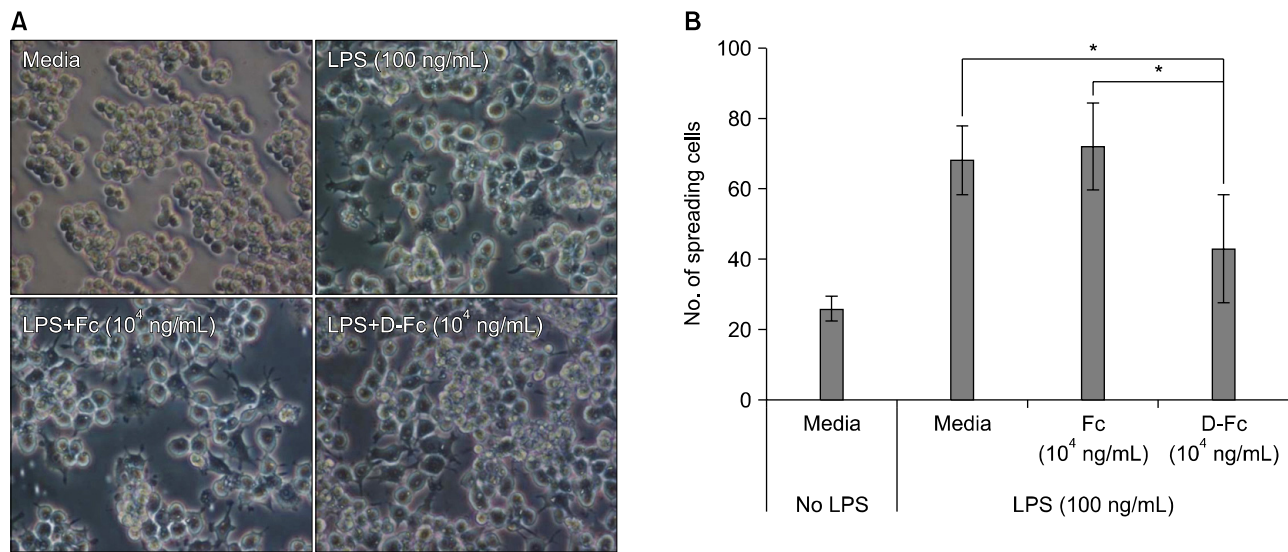 A
Media
LPS (100 ng/mL)
LPS+Fc (10⁴ ng/mL)
LPS+D-Fc (10⁴ ng/mL)
B
No. of spreading cells
100
80
60
40
20
0
*
*
Media
Media
Fc
(10⁴ ng/mL)
D-Fc
(10⁴ ng/mL)
No LPS
LPS (100 ng/mL)